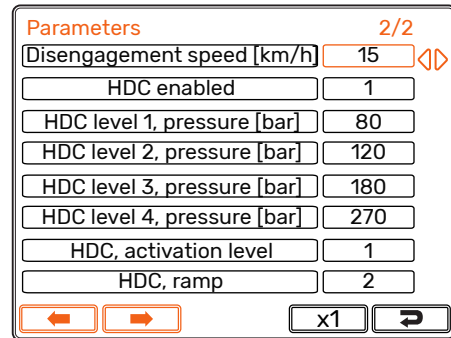 Parameters 2/2
Disengagement speed [km/h] 15
HDC enabled 1
HDC level 1, pressure [bar] 80
HDC level 2, pressure [bar] 120
HDC level 3, pressure [bar] 180
HDC level 4, pressure [bar] 270
HDC, activation level 1
HDC, ramp 2
x1